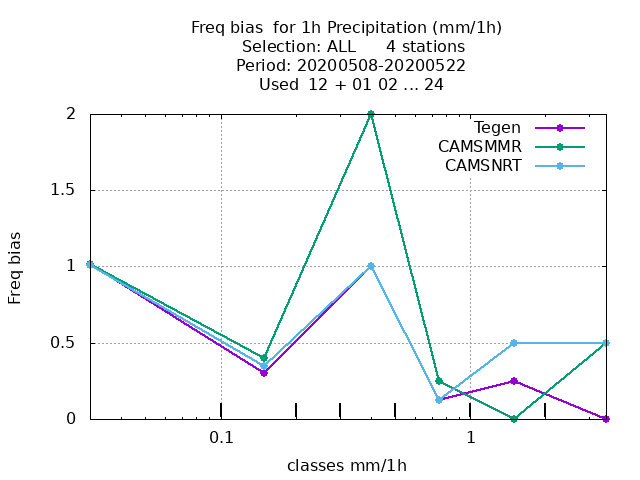 Freq bias  for 1h Precipitation (mm/1h)
Selection: ALL      4 stations
Period: 20200508-20200522
Used  12 + 01 02 ... 24
2
1.5
1
0.5
0
Freq bias
Tegen
CAMSMMR
CAMSNRT
0.1
1
classes mm/1h